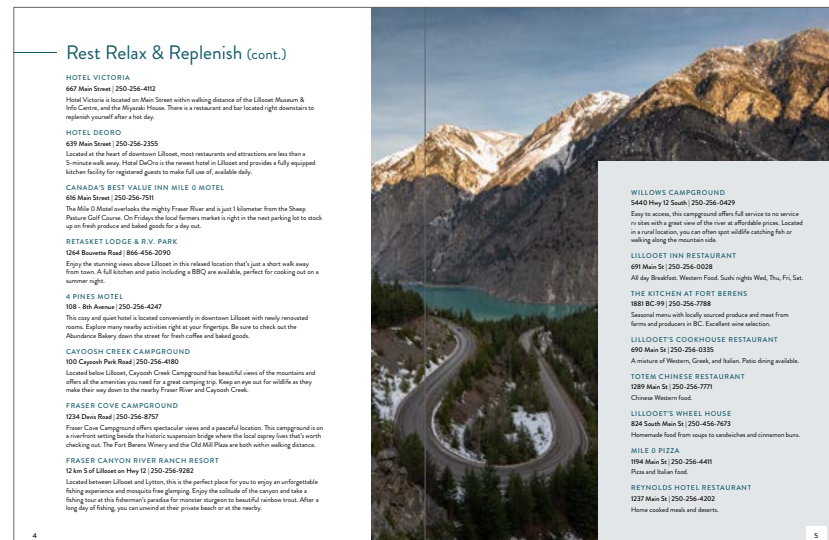 Rest Relax & Replenish (cont.)
HOTEL VICTORIA
667 Main Street | 250-256-4112
Hotel Victoria is located on Main Street within walking distance of the Lillooet Museum &
Info Centre, and the Miyazaki House. There is a restaurant and bar located right downstairs to
replenish yourself after a hot day.
HOTEL DEORO
639 Main Street | 250-256-2355
Located at the heart of downtown Lillooet, most restaurants and attractions are less than a
5-minute walk away. Hotel DeOro is the newest hotel in Lillooet and provides a fully equipped
kitchen facility for registered guests to make full use of, available daily.
CANADA'S BEST VALUE INN MILE 0 MOTEL
616 Main Street | 250-256-7511
The Mile 0 Motel overlooks the mighty Fraser River and is just 1 kilometer from the Sheep
Pasture Golf Course. On Fridays the local farmers market is right in the next parking lot to stock
up on fresh produce and baked goods for a day out.
RETASKET LODGE & R.V. PARK
1264 Bouvette Road | 866-456-2090
Enjoy the stunning views above Lillooet in this relaxed location that's just a short walk away
from town. A full kitchen and patio including a BBQ are available, perfect for cooking out on a
summer night.
4 PINES MOTEL
108 - 8th Avenue | 250-256-4247
This cozy and quiet hotel is located conveniently in downtown Lillooet with newly renovated
rooms. Explore many nearby activities right at your fingertips. Be sure to check out the
Abundance Bakery down the street for fresh coffee and baked goods.
CAYOOSH CREEK CAMPGROUND
100 Cayoosh Park Road | 250-256-4180
Located below Lillooet, Cayoosh Creek Campground has beautiful views of the mountains and
offers all the amenities you need for a great camping trip. Keep an eye out for wildlife as they
make their way down to the nearby Fraser River and Cayoosh Creek.
FRASER COVE CAMPGROUND
1234 Davis Road | 250-256-8757
Fraser Cove Campground offers spectacular views and a peaceful location. This campground is on
a riverfront setting beside the historic suspension bridge where the local osprey lives that's worth
checking out. The Fort Berens Winery and the Old Mill Plaza are both within walking distance.
FRASER CANYON RIVER RANCH RESORT
12 km S of Lillooet on Hwy 12 | 250-256-9282
Located between Lillooet and Lytton, this is the perfect place for you to enjoy an unforgettable
fishing experience and mosquito free glamping. Enjoy the solitude of the canyon and take a
fishing tour at this fisherman's paradise for monster sturgeon to beautiful rainbow trout. After a
long day of fishing, you can unwind at their private beach or at the nearby.
4
WILLOWS CAMPGROUND
5440 Hwy 12 South | 250-256-0429
Easy to access, this campground offers full service to no service
rv sites with a great view of the river at affordable prices. Located
in a rural location, you can often spot wildlife catching fish or
walking along the mountain side.
LILLOOET INN RESTAURANT
691 Main St | 250-256-0028
All day Breakfast. Western Food. Sushi nights Wed, Thu, Fri, Sat.
THE KITCHEN AT FORT BERENS
1881 BC-99 | 250-256-7788
Seasonal menu with locally sourced produce and meat from
farms and producers in BC. Excellent wine selection.
LILLOOET'S COOKHOUSE RESTAURANT
690 Main St | 250-256-0335
A mixture of Western, Greek, and Italian. Patio dining available.
TOTEM CHINESE RESTAURANT
1289 Main St | 250-256-7771
Chinese Western food.
LILLOOET'S WHEEL HOUSE
824 South Main St | 250-456-7673
Homemade food from soups to sandwiches and cinnamon buns.
MILE 0 PIZZA
1194 Main St | 250-256-4411
Pizza and Italian food.
REYNOLDS HOTEL RESTAURANT
1237 Main St | 250-256-4202
Home cooked meals and deserts.
5